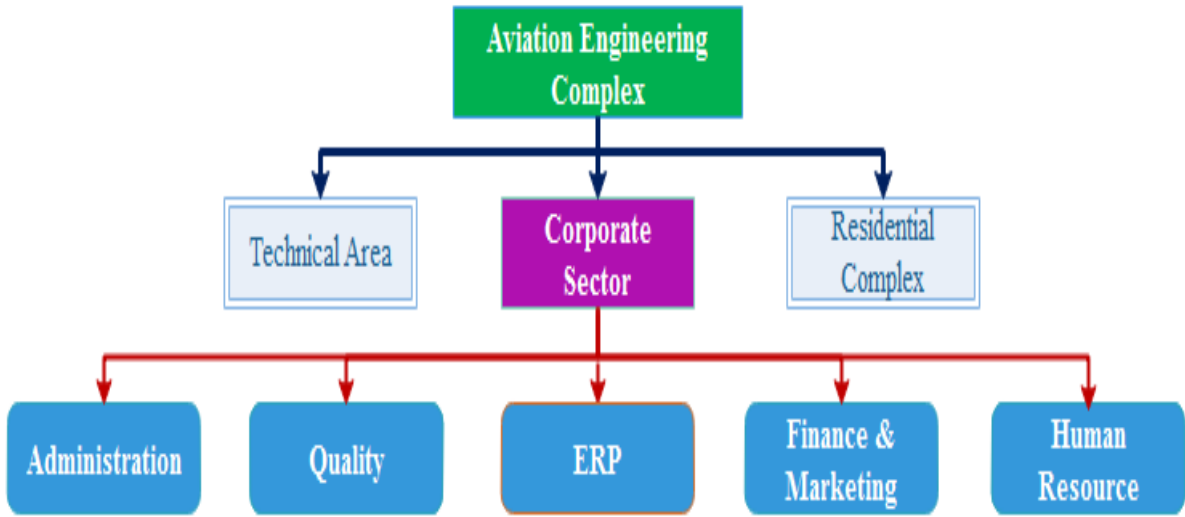 Aviation Engineering
Complex
Technical Area
Corporate
Sector
Residential
Complex
Administration
Quality
ERP
Finance &
Marketing
Human
Resource